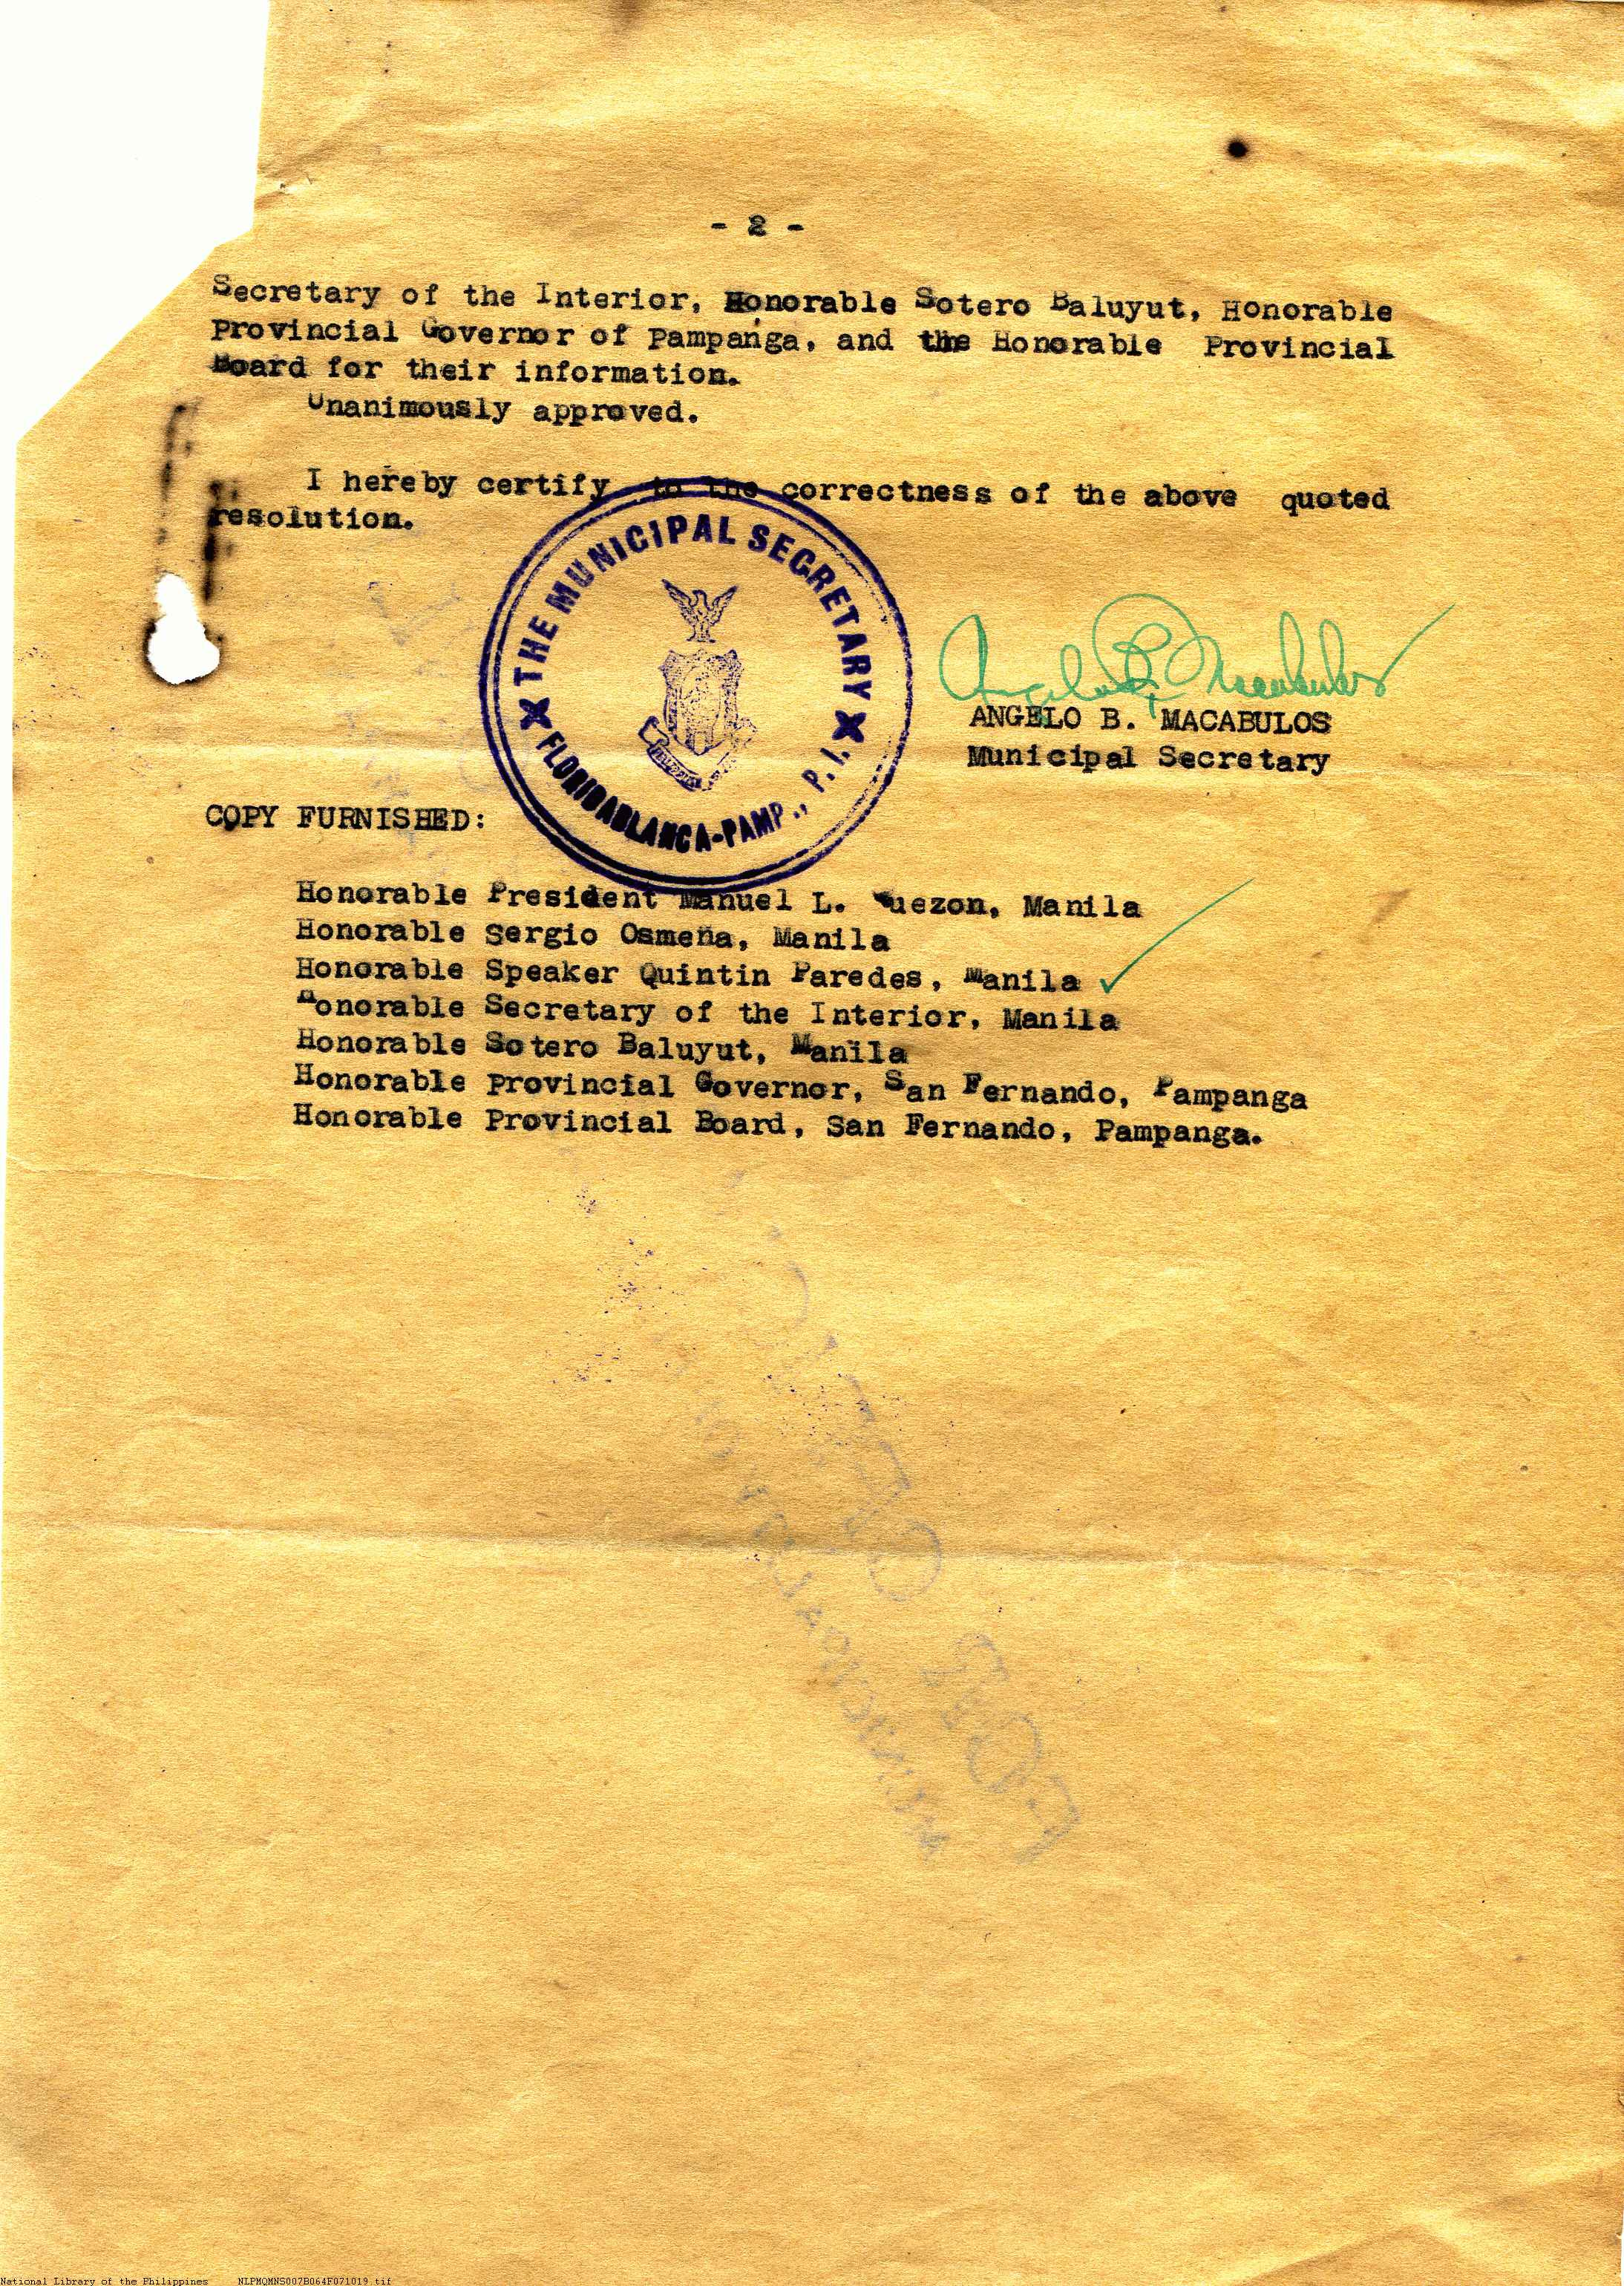 - 2 -
Secretary of the Interior, Honorable Sotero Baluyut, Honorable
Provincial Governor of Pampanga, and the Honorable Provincial
Board for their information.
Unanimously approved.
I hereby certify to the correctness of the above quoted
resolution.
THE MUNICIPAL SECRETARY
FLORIDABLANCA-PAMP., P. I.
Angelo B. Macabulos
ANGELO B. MACABULOS
Municipal Secretary
COPY FURNISHED:
Honorable President Manuel L. Quezon, Manila
Honorable Sergio Osmeña, Manila
Honorable Speaker Quintin Paredes, Manila
Honorable Secretary of the Interior, Manila
Honorable Sotero Baluyut, Manila
Honorable Provincial Governor, San Fernando, Pampanga
Honorable Provincial Board, San Fernando, Pampanga.
National Library of the Philippines NLPMQMNS007B064F071019.tif